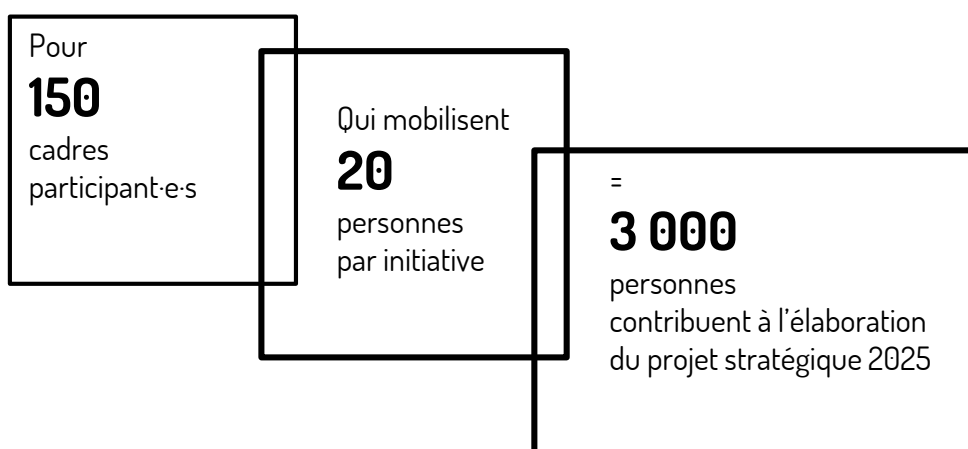 Pour
150
cadres
participant·e·s
Qui mobilisent
20
personnes
par initiative
=
3 000
personnes
contribuent à l’élaboration
du projet stratégique 2025